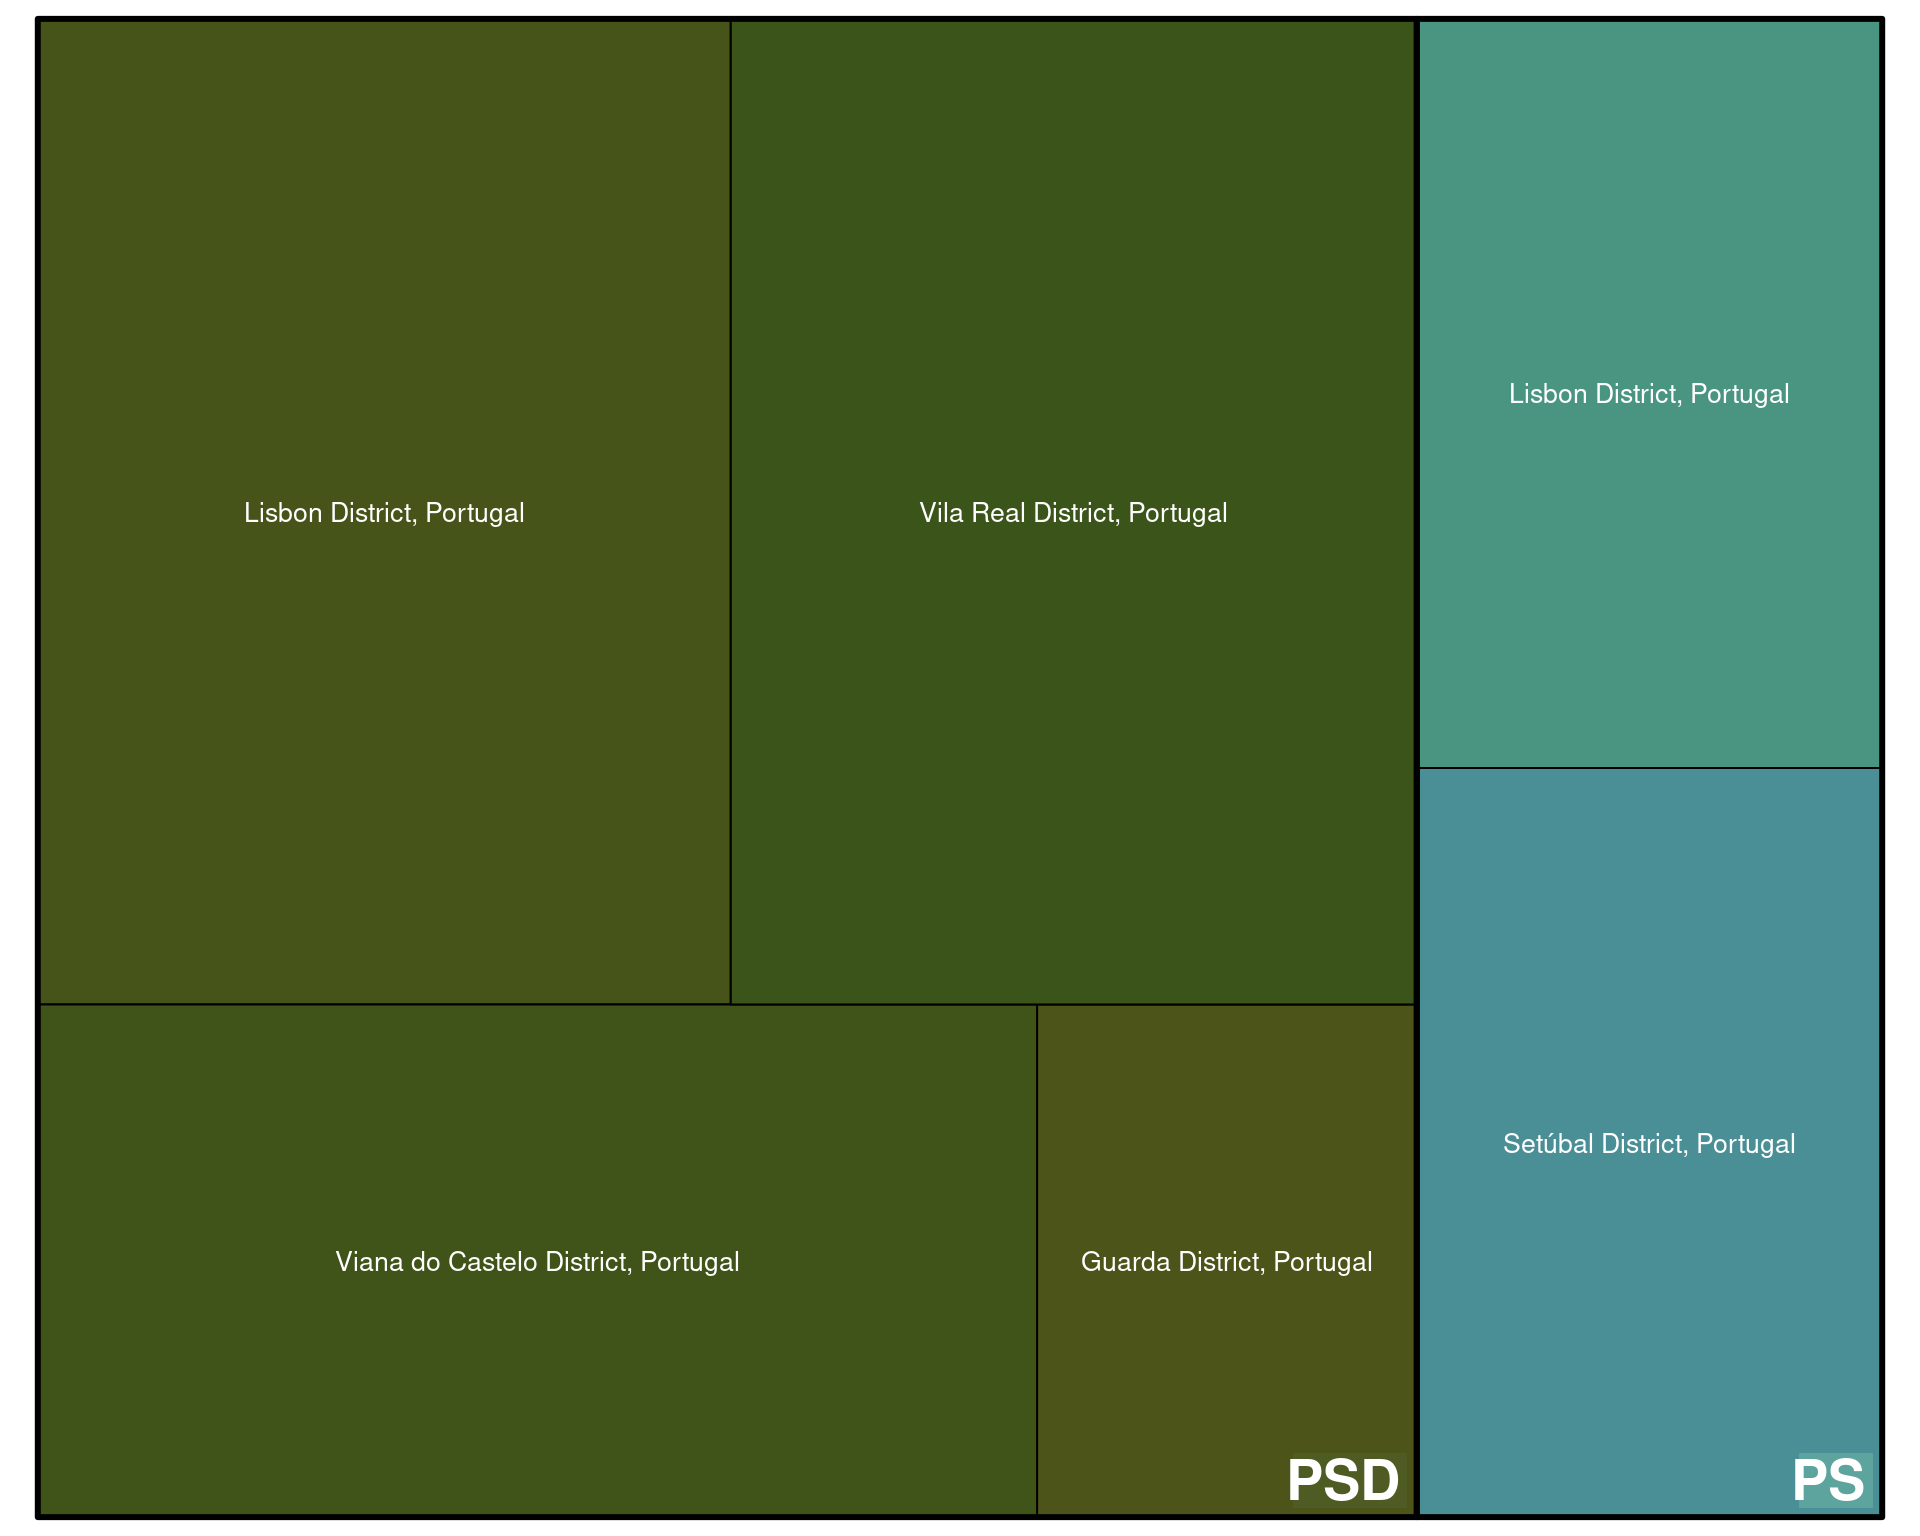 Lisbon District, Portugal
Vila Real District, Portugal
Viana do Castelo District, Portugal
Guarda District, Portugal
PSD
Lisbon District, Portugal
Setúbal District, Portugal
PS